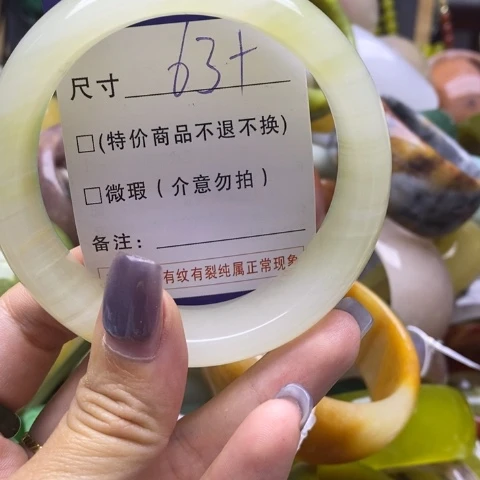 尺寸 63+
□(特价商品不退不换)
□微瑕(介意勿拍)
备注:
有纹有裂纯属正常现象